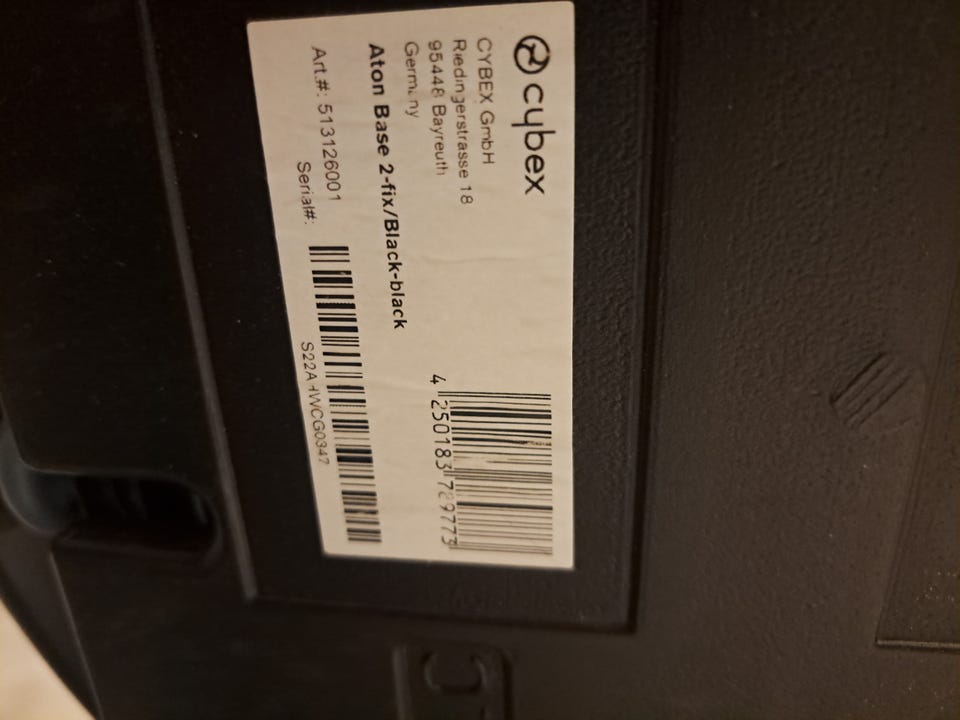 cybex
CYBEX GmbH
Riedingerstrasse 18
95448 Bayreuth
Germany
Aton Base 2-fix/Black-black
Art.#: 513126001
4 250183 789773
Serial#:
S22AHWCG0347